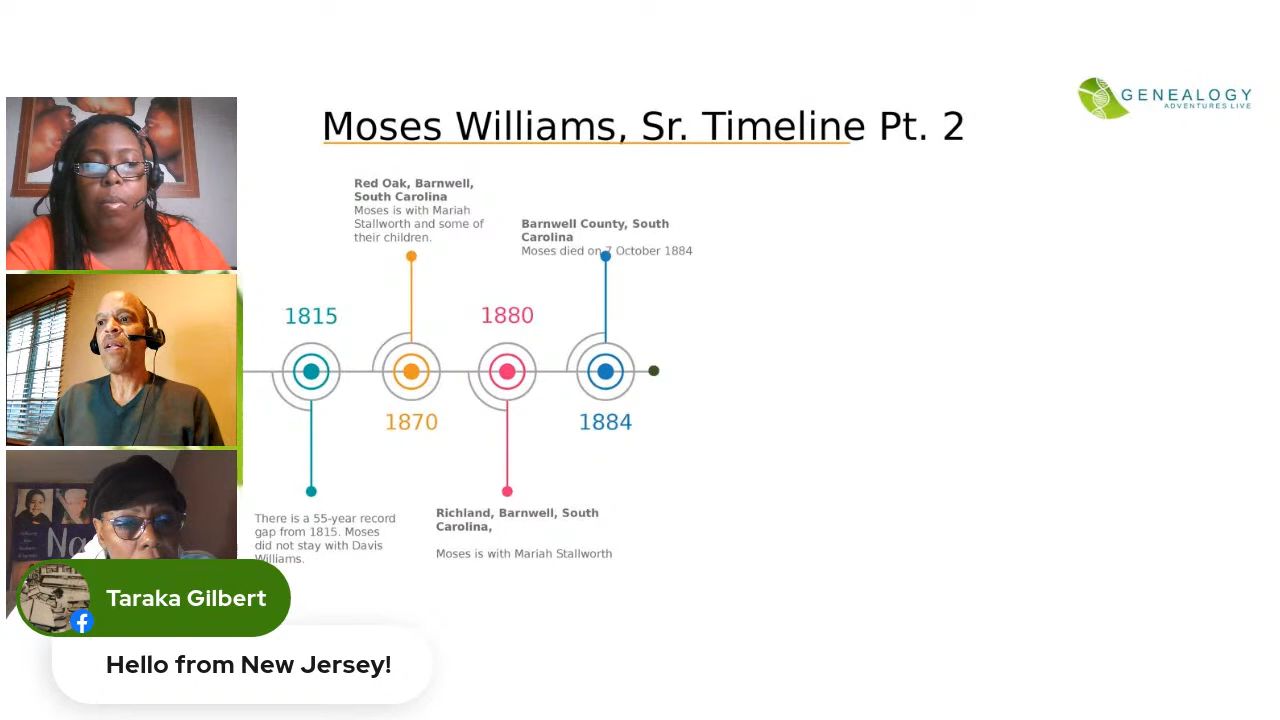 GENEALOGY
ADVENTURES LIVE
Moses Williams, Sr. Timeline Pt. 2
Red Oak, Barnwell,
South Carolina
Moses is with Mariah
Stallworth and some of
their children.
Barnwell County, South
Carolina
Moses died on 7 October 1884
1815
1880
1870
1884
There is a 55-year record
gap from 1815. Moses
did not stay with Davis
Williams.
Richland, Barnwell, South
Carolina,
Moses is with Mariah Stallworth
Na
Taraka Gilbert
Hello from New Jersey!